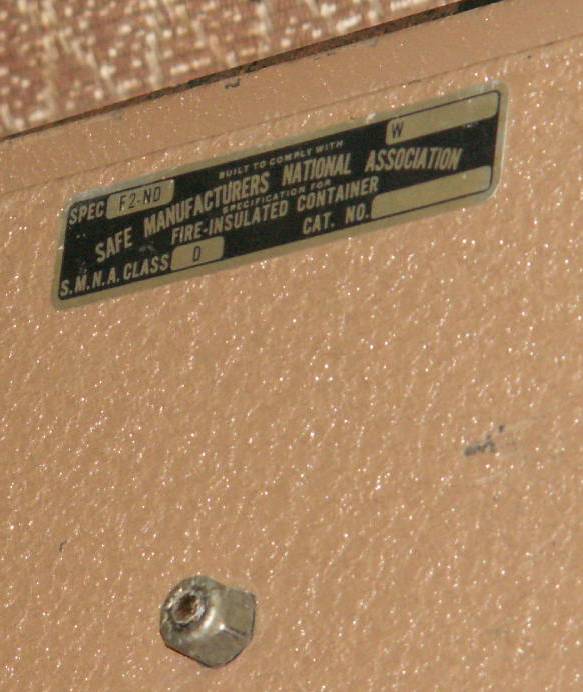 BUILT TO COMPLY WITH W
SPEC F2-ND
SAFE MANUFACTURERS NATIONAL ASSOCIATION
SPECIFICATION FOR
FIRE-INSULATED CONTAINER
S.M.N.A. CLASS D CAT. NO.